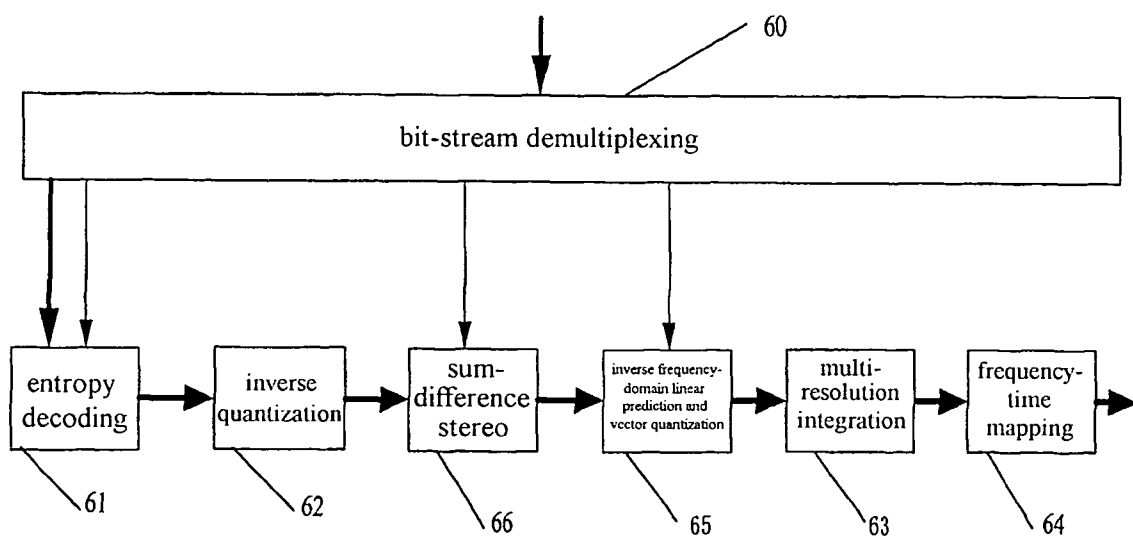 60
bit-stream demultiplexing
entropy
decoding
inverse
quantization
sum-
difference
stereo
inverse frequency-
domain linear
prediction and
vector quantization
multi-
resolution
integration
frequency-
time
mapping
61
62
66
65
63
64